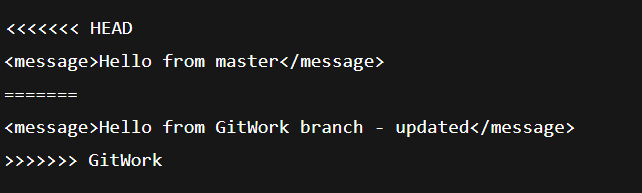 <<<<<<< HEAD
<message>Hello from master</message>
=======
<message>Hello from GitWork branch - updated</message>
>>>>>>> GitWork